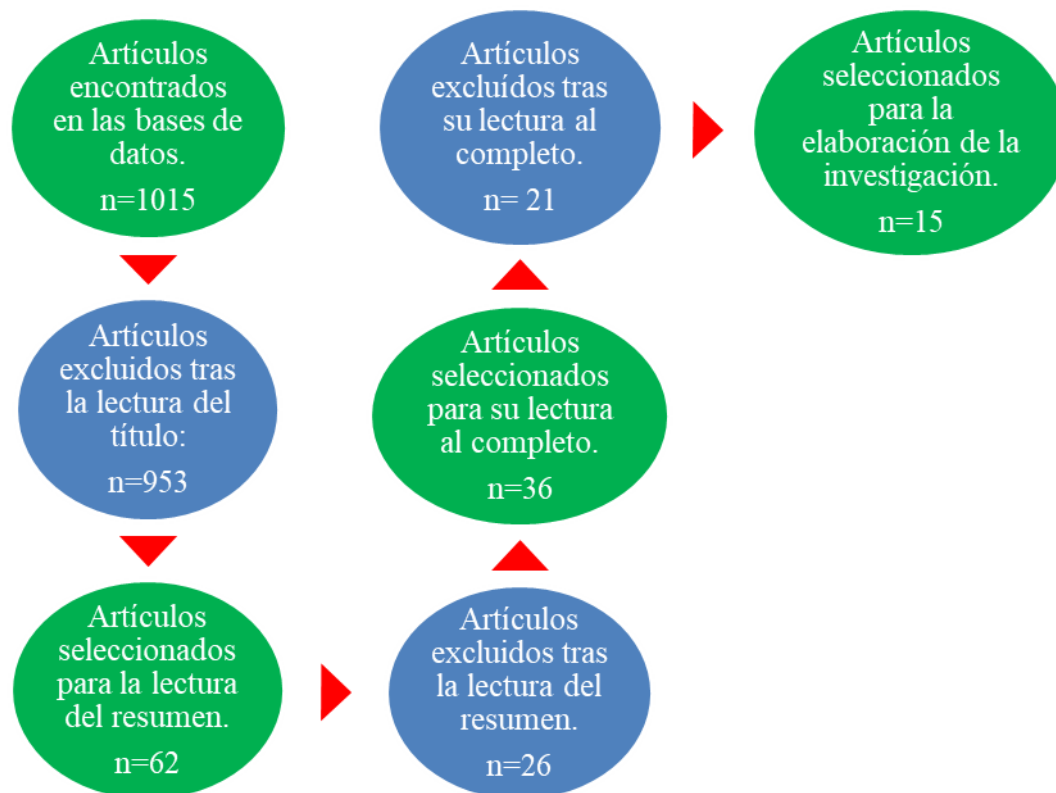 Artículos
encontrados
en las bases de
datos.
n=1015
Artículos
excluidos tras
la lectura del
título:
n=953
Artículos
seleccionados
para la lectura
del resumen.
n=62
Artículos
excluidos tras
la lectura del
resumen.
n=26
Artículos
seleccionados
para su lectura
al completo.
n=36
Artículos
excluídos tras
su lectura al
completo.
n= 21
Artículos
seleccionados
para la
elaboración de la
investigación.
n=15